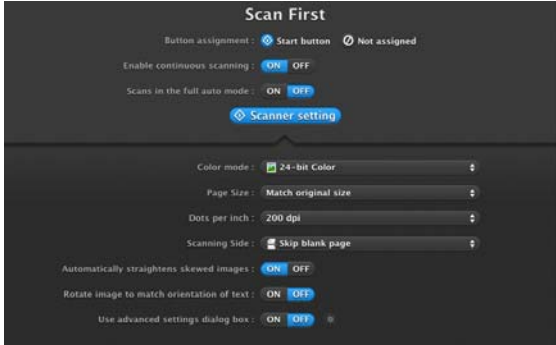 Scan First
Button assignment : Start button Not assigned
Enable continuous scanning : ON OFF
Scans in the full auto mode : ON OFF
Scanner setting
Color mode : 24-bit Color
Page Size : Match original size
Dots per inch : 200 dpi
Scanning Side : Skip blank page
Automatically straightens skewed images : ON OFF
Rotate image to match orientation of text : ON OFF
Use advanced settings dialog box : ON OFF